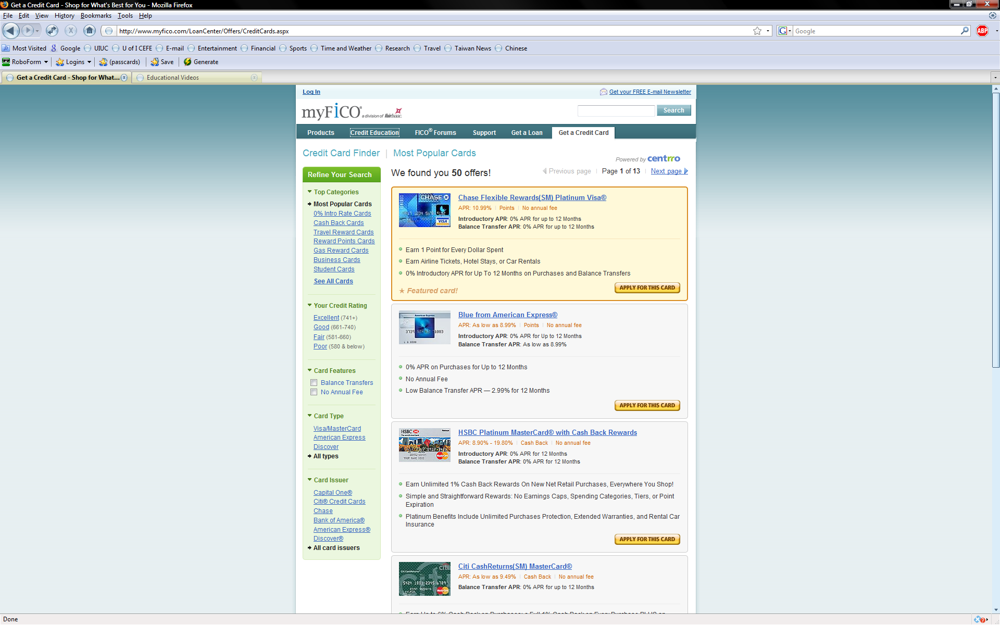 Get a Credit Card - Shop for What's Best for You - Mozilla Firefox
File Edit View History Bookmarks Tools Help
http://www.myfico.com/LoanCenter/Offers/CreditCards.aspx
G Google
ABP
Most Visited Google UIUC U of I CEFE E-mail Entertainment Financial Sports Time and Weather Research Travel Taiwan News Chinese
RoboForm Logins (passcards) Save Generate
Get a Credit Card - Shop for What... Educational Videos
Log In Get your FREE E-mail Newsletter
myFICO® a division of FairIsaac. Search
Products Credit Education FICO® Forums Support Get a Loan Get a Credit Card
Credit Card Finder | Most Popular Cards
Powered by centrro
We found you 50 offers! Previous page | Page 1 of 13 | Next page
Refine Your Search
Top Categories
Most Popular Cards
0% Intro Rate Cards
Cash Back Cards
Travel Reward Cards
Reward Points Cards
Gas Reward Cards
Business Cards
Student Cards
See All Cards
Your Credit Rating
Excellent (741+)
Good (661-740)
Fair (581-660)
Poor (580 & below)
Card Features
Balance Transfers
No Annual Fee
Card Type
Visa/MasterCard
American Express
Discover
All types
Card Issuer
Capital One®
Citi® Credit Cards
Chase
Bank of America®
American Express®
Discover®
All card issuers
CHASE
VISA
Chase Flexible Rewards(SM) Platinum Visa®
APR: 10.99% | Points | No annual fee
Introductory APR: 0% APR for up to 12 Months
Balance Transfer APR: 0% APR for up to 12 Months
Earn 1 Point for Every Dollar Spent
Earn Airline Tickets, Hotel Stays, or Car Rentals
0% Introductory APR for Up To 12 Months on Purchases and Balance Transfers
Featured card! APPLY FOR THIS CARD
American Express
Blue from American Express®
APR: As low as 8.99% | Points | No annual fee
Introductory APR: 0% APR for Up to 12 Months
Balance Transfer APR: As low as 8.99%
0% APR on Purchases for Up to 12 Months
No Annual Fee
Low Balance Transfer APR — 2.99% for 12 Months
APPLY FOR THIS CARD
HSBC Platinum
MasterCard
HSBC Platinum MasterCard® with Cash Back Rewards
APR: 8.90% - 19.80% | Cash Back | No annual fee
Introductory APR: 0% APR for 12 Months
Balance Transfer APR: 0% APR for 12 Months
Earn Unlimited 1% Cash Back Rewards On New Net Retail Purchases, Everywhere You Shop!
Simple and Straightforward Rewards: No Earnings Caps, Spending Categories, Tiers, or Point
Expiration
Platinum Benefits Include Unlimited Purchases Protection, Extended Warranties, and Rental Car
Insurance
APPLY FOR THIS CARD
citi
Citi CashReturns
5424 1801 2345 6789
L WALKER
MasterCard
Citi CashReturns(SM) MasterCard®
APR: As low as 9.49% | Cash Back | No annual fee
Balance Transfer APR: 0% APR for up to 12 Months
Done